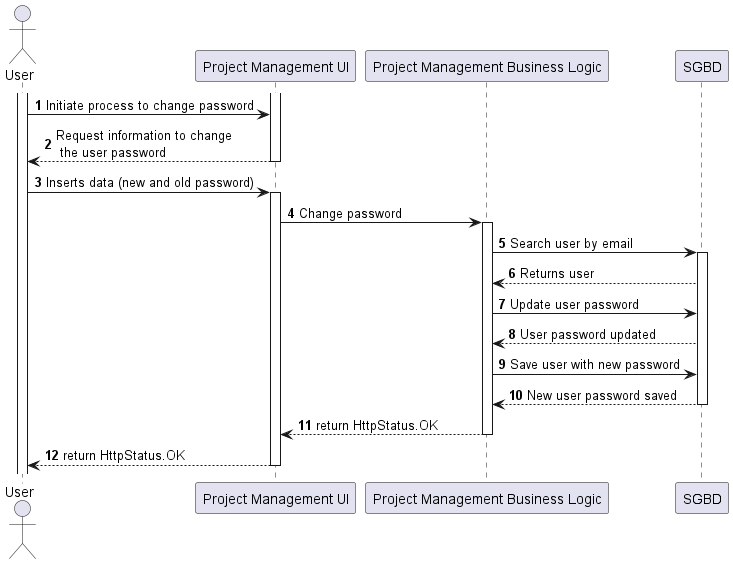 User
Project Management UI
Project Management Business Logic
SGBD
1 Initiate process to change password
2 Request information to change
the user password
3 Inserts data (new and old password)
4 Change password
5 Search user by email
6 Returns user
7 Update user password
8 User password updated
9 Save user with new password
10 New user password saved
11 return HttpStatus.OK
12 return HttpStatus.OK
User
Project Management UI
Project Management Business Logic
SGBD